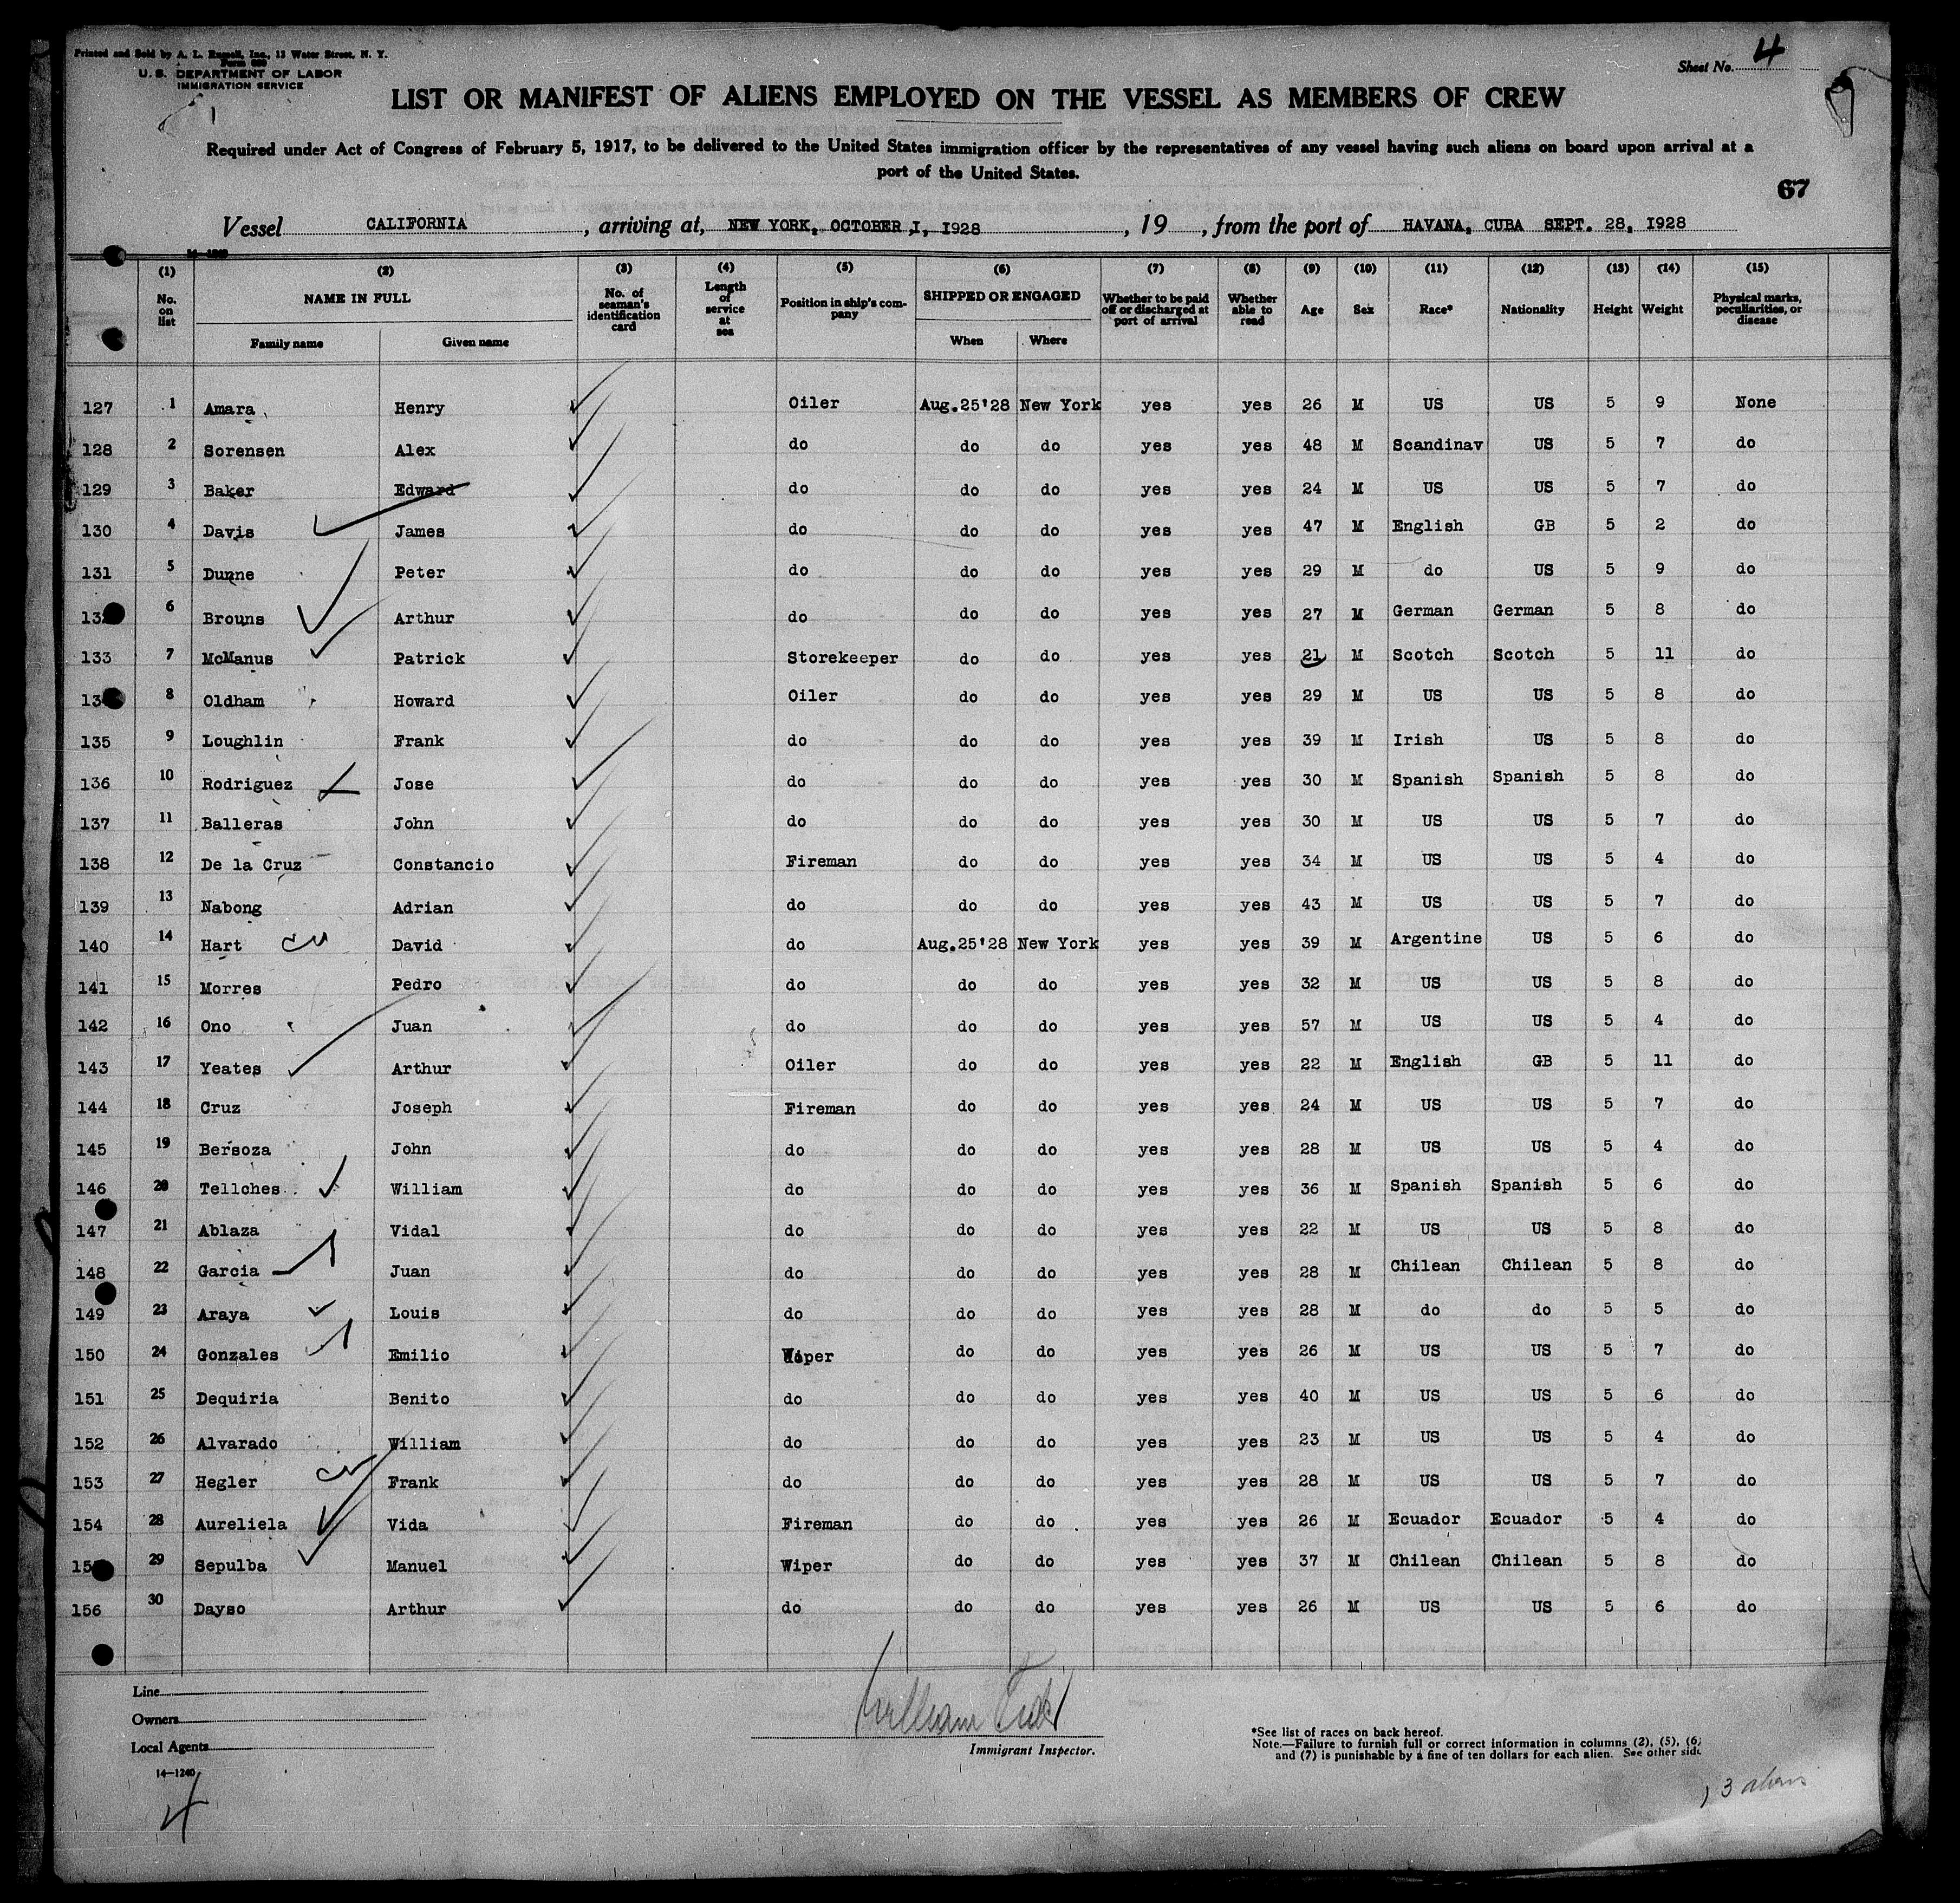 Printed and Sold by A. L. Russell, Inc., 13 Water Street, N. Y.
U. S. DEPARTMENT OF LABOR
IMMIGRATION SERVICE
Sheet No. 4
LIST OR MANIFEST OF ALIENS EMPLOYED ON THE VESSEL AS MEMBERS OF CREW
Required under Act of Congress of February 5, 1917, to be delivered to the United States immigration officer by the representatives of any vessel having such aliens on board upon arrival at a
port of the United States.
67
Vessel CALIFORNIA, arriving at, NEW YORK, OCTOBER 1, 1928, 19 , from the port of HAVANA, CUBA SEPT. 28, 1928
14-1240
(1) (2) (3) (4) (5) (6) (7) (8) (9) (10) (11) (12) (13) (14) (15)
No. on list NAME IN FULL No. of seaman's identification card Length of service at sea Position in ship's company SHIPPED OR ENGAGED Whether to be paid off or discharged at port of arrival Whether able to read Age Sex Race* Nationality Height Weight Physical marks, peculiarities, or disease
Family name Given name When Where
127 1 Amara Henry Oiler Aug.25'28 New York yes yes 26 M US US 5 9 None
128 2 Sorensen Alex do do do yes yes 48 M Scandinav US 5 7 do
129 3 Baker Edward do do do yes yes 24 M US US 5 7 do
130 4 Davis James do do do yes yes 47 M English GB 5 2 do
131 5 Dunne Peter do do do yes yes 29 M do US 5 9 do
13 6 Brouns Arthur do do do yes yes 27 M German German 5 8 do
133 7 McManus Patrick Storekeeper do do yes yes 21 M Scotch Scotch 5 11 do
13 8 Oldham Howard Oiler do do yes yes 29 M US US 5 8 do
135 9 Loughlin Frank do do do yes yes 39 M Irish US 5 8 do
136 10 Rodriguez Jose do do do yes yes 30 M Spanish Spanish 5 8 do
137 11 Balleras John do do do yes yes 30 M US US 5 7 do
138 12 De la Cruz Constancio Fireman do do yes yes 34 M US US 5 4 do
139 13 Nabong Adrian do do do yes yes 43 M US US 5 7 do
140 14 Hart David do Aug.25'28 New York yes yes 39 M Argentine US 5 6 do
141 15 Morres Pedro do do do yes yes 32 M US US 5 8 do
142 16 Ono Juan do do do yes yes 57 M US US 5 4 do
143 17 Yeates Arthur Oiler do do yes yes 22 M English GB 5 11 do
144 18 Cruz Joseph Fireman do do yes yes 24 M US US 5 7 do
145 19 Bersoza John do do do yes yes 28 M US US 5 4 do
146 20 Tellches William do do do yes yes 36 M Spanish Spanish 5 6 do
147 21 Ablaza Vidal do do do yes yes 22 M US US 5 8 do
148 22 Garcia Juan do do do yes yes 28 M Chilean Chilean 5 8 do
149 23 Araya Louis do do do yes yes 28 M do do 5 5 do
150 24 Gonzales Emilio Wiper do do yes yes 26 M US US 5 7 do
151 25 Dequiria Benito do do do yes yes 40 M US US 5 6 do
152 26 Alvarado William do do do yes yes 23 M US US 5 4 do
153 27 Hegler Frank do do do yes yes 28 M US US 5 7 do
154 28 Aureliela Vida Fireman do do yes yes 26 M Ecuador Ecuador 5 4 do
15 29 Sepulba Manuel Wiper do do yes yes 37 M Chilean Chilean 5 8 do
156 30 Dayso Arthur do do do yes yes 26 M US US 5 6 do
Line
Owners
Local Agents
14-1240
William
Immigrant Inspector.
*See list of races on back hereof.
Note.—Failure to furnish full or correct information in columns (2), (5), (6)
and (7) is punishable by a fine of ten dollars for each alien. See other side
4
13 aliens